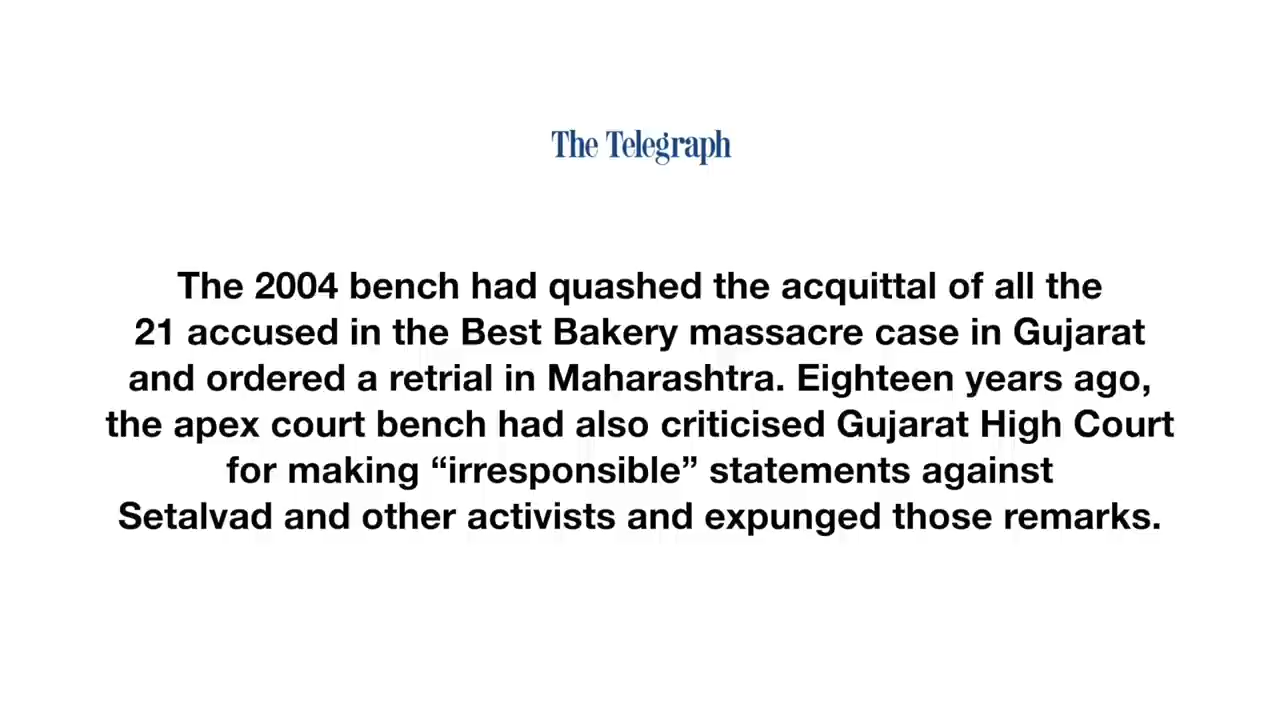 The Telegraph
The 2004 bench had quashed the acquittal of all the
21 accused in the Best Bakery massacre case in Gujarat
and ordered a retrial in Maharashtra. Eighteen years ago,
the apex court bench had also criticised Gujarat High Court
for making “irresponsible” statements against
Setalvad and other activists and expunged those remarks.